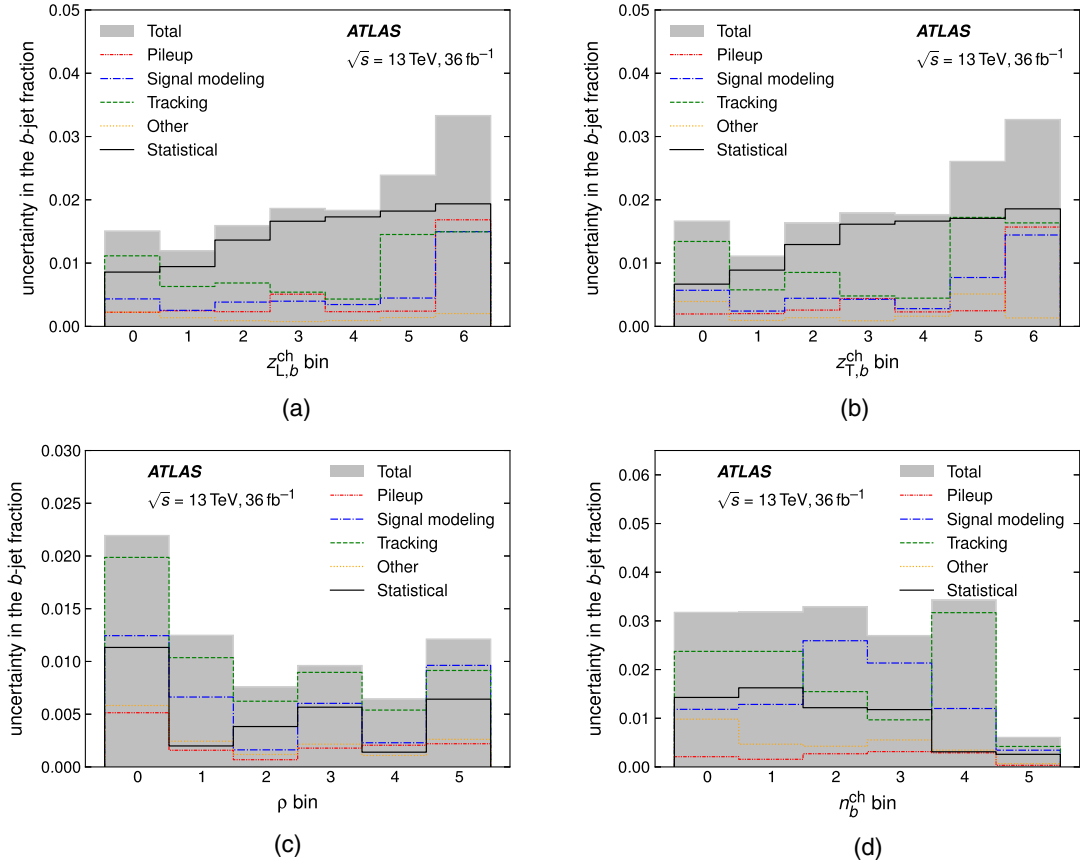 0.05
0.04
0.03
0.02
0.01
0.00
uncertainty in the b-jet fraction
Total
Pileup
Signal modeling
Tracking
Other
Statistical
ATLAS
√s = 13 TeV, 36 fb⁻¹
0 1 2 3 4 5 6
z^ch_L,b bin
(a)
0.05
0.04
0.03
0.02
0.01
0.00
uncertainty in the b-jet fraction
Total
Pileup
Signal modeling
Tracking
Other
Statistical
ATLAS
√s = 13 TeV, 36 fb⁻¹
0 1 2 3 4 5 6
z^ch_T,b bin
(b)
0.030
0.025
0.020
0.015
0.010
0.005
0.000
uncertainty in the b-jet fraction
ATLAS
√s = 13 TeV, 36 fb⁻¹
Total
Pileup
Signal modeling
Tracking
Other
Statistical
0 1 2 3 4 5
ρ bin
(c)
0.06
0.05
0.04
0.03
0.02
0.01
0.00
uncertainty in the b-jet fraction
ATLAS
√s = 13 TeV, 36 fb⁻¹
Total
Pileup
Signal modeling
Tracking
Other
Statistical
0 1 2 3 4 5
n^ch_b bin
(d)